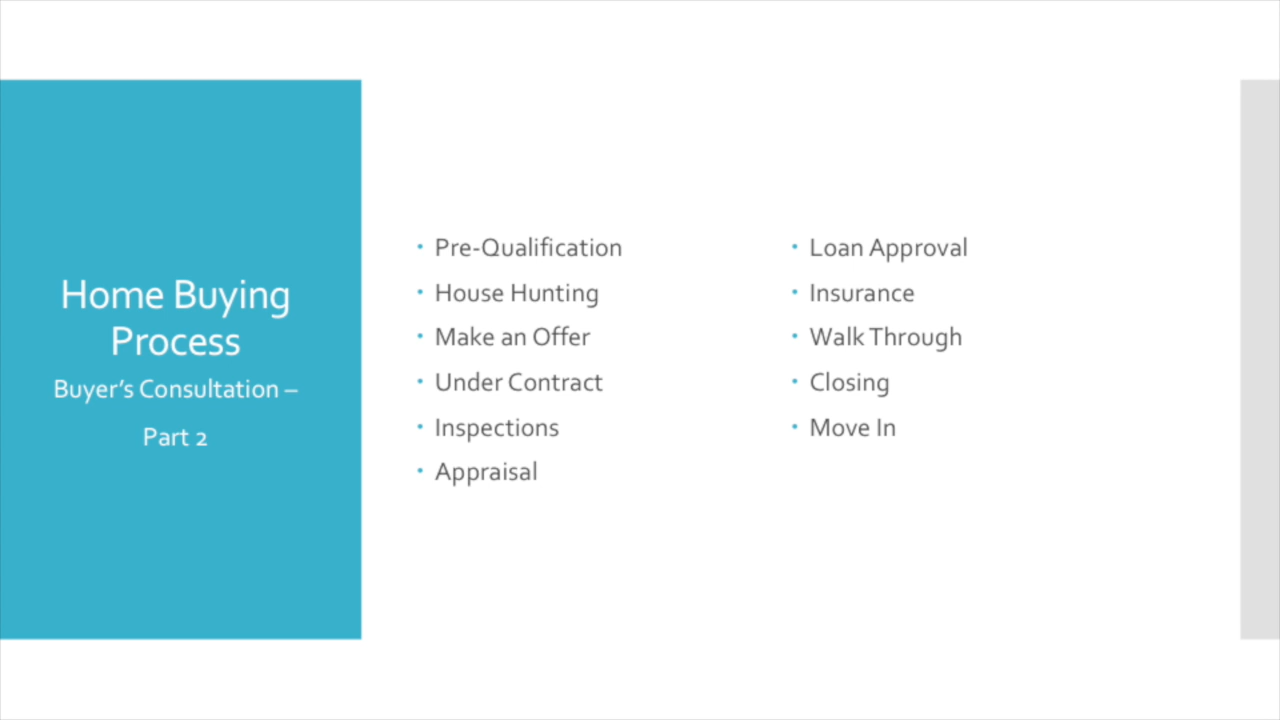 Home Buying
Process
Buyer’s Consultation –
Part 2
Pre-Qualification
House Hunting
Make an Offer
Under Contract
Inspections
Appraisal
Loan Approval
Insurance
Walk Through
Closing
Move In